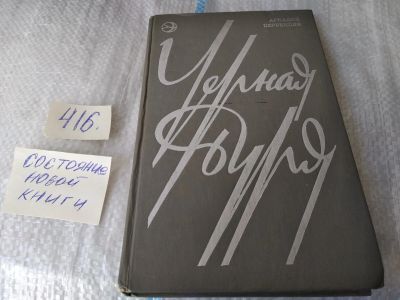 АРКАДИЙ
ПЕРВЕНЦЕВ
Черная
буря
416.
СОСТОЯНИЕ
НОВОЙ
КНИГИ